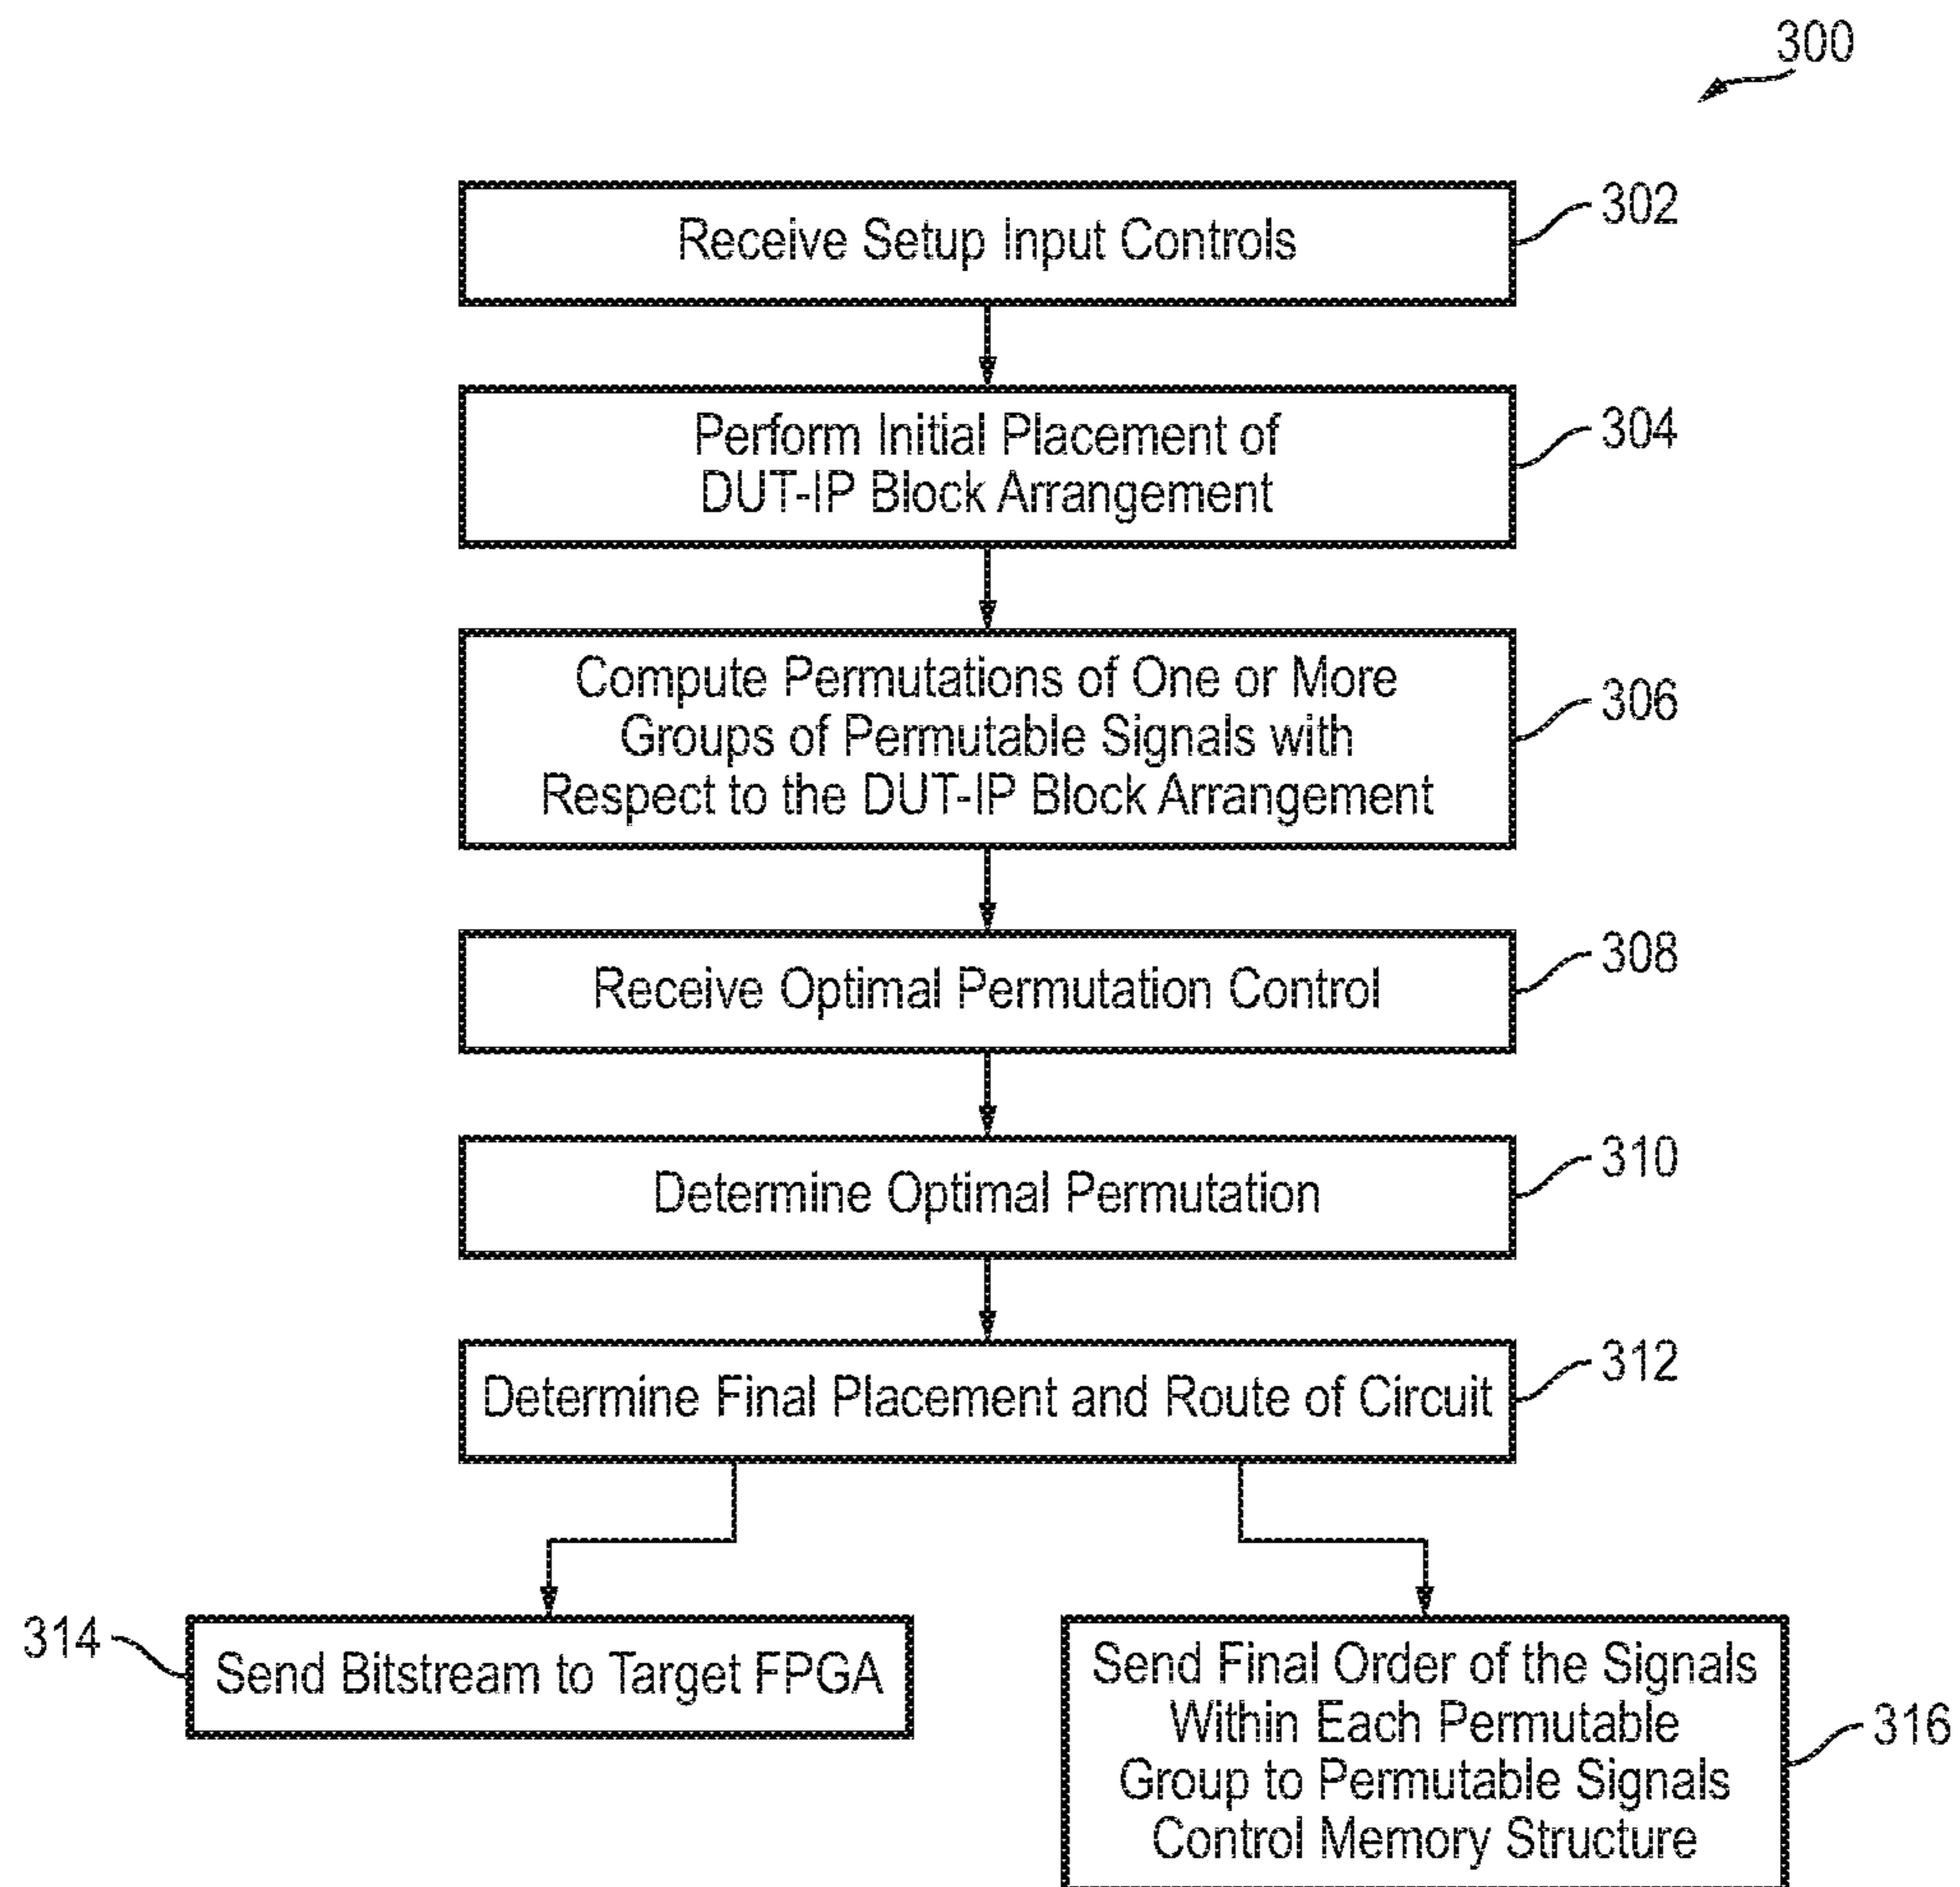 300
Receive Setup Input Controls
302
Perform Initial Placement of
DUT-IP Block Arrangement
304
Compute Permutations of One or More
Groups of Permutable Signals with
Respect to the DUT-IP Block Arrangement
306
Receive Optimal Permutation Control
308
Determine Optimal Permutation
310
Determine Final Placement and Route of Circuit
312
314
Send Bitstream to Target FPGA
Send Final Order of the Signals
Within Each Permutable
Group to Permutable Signals
Control Memory Structure
316